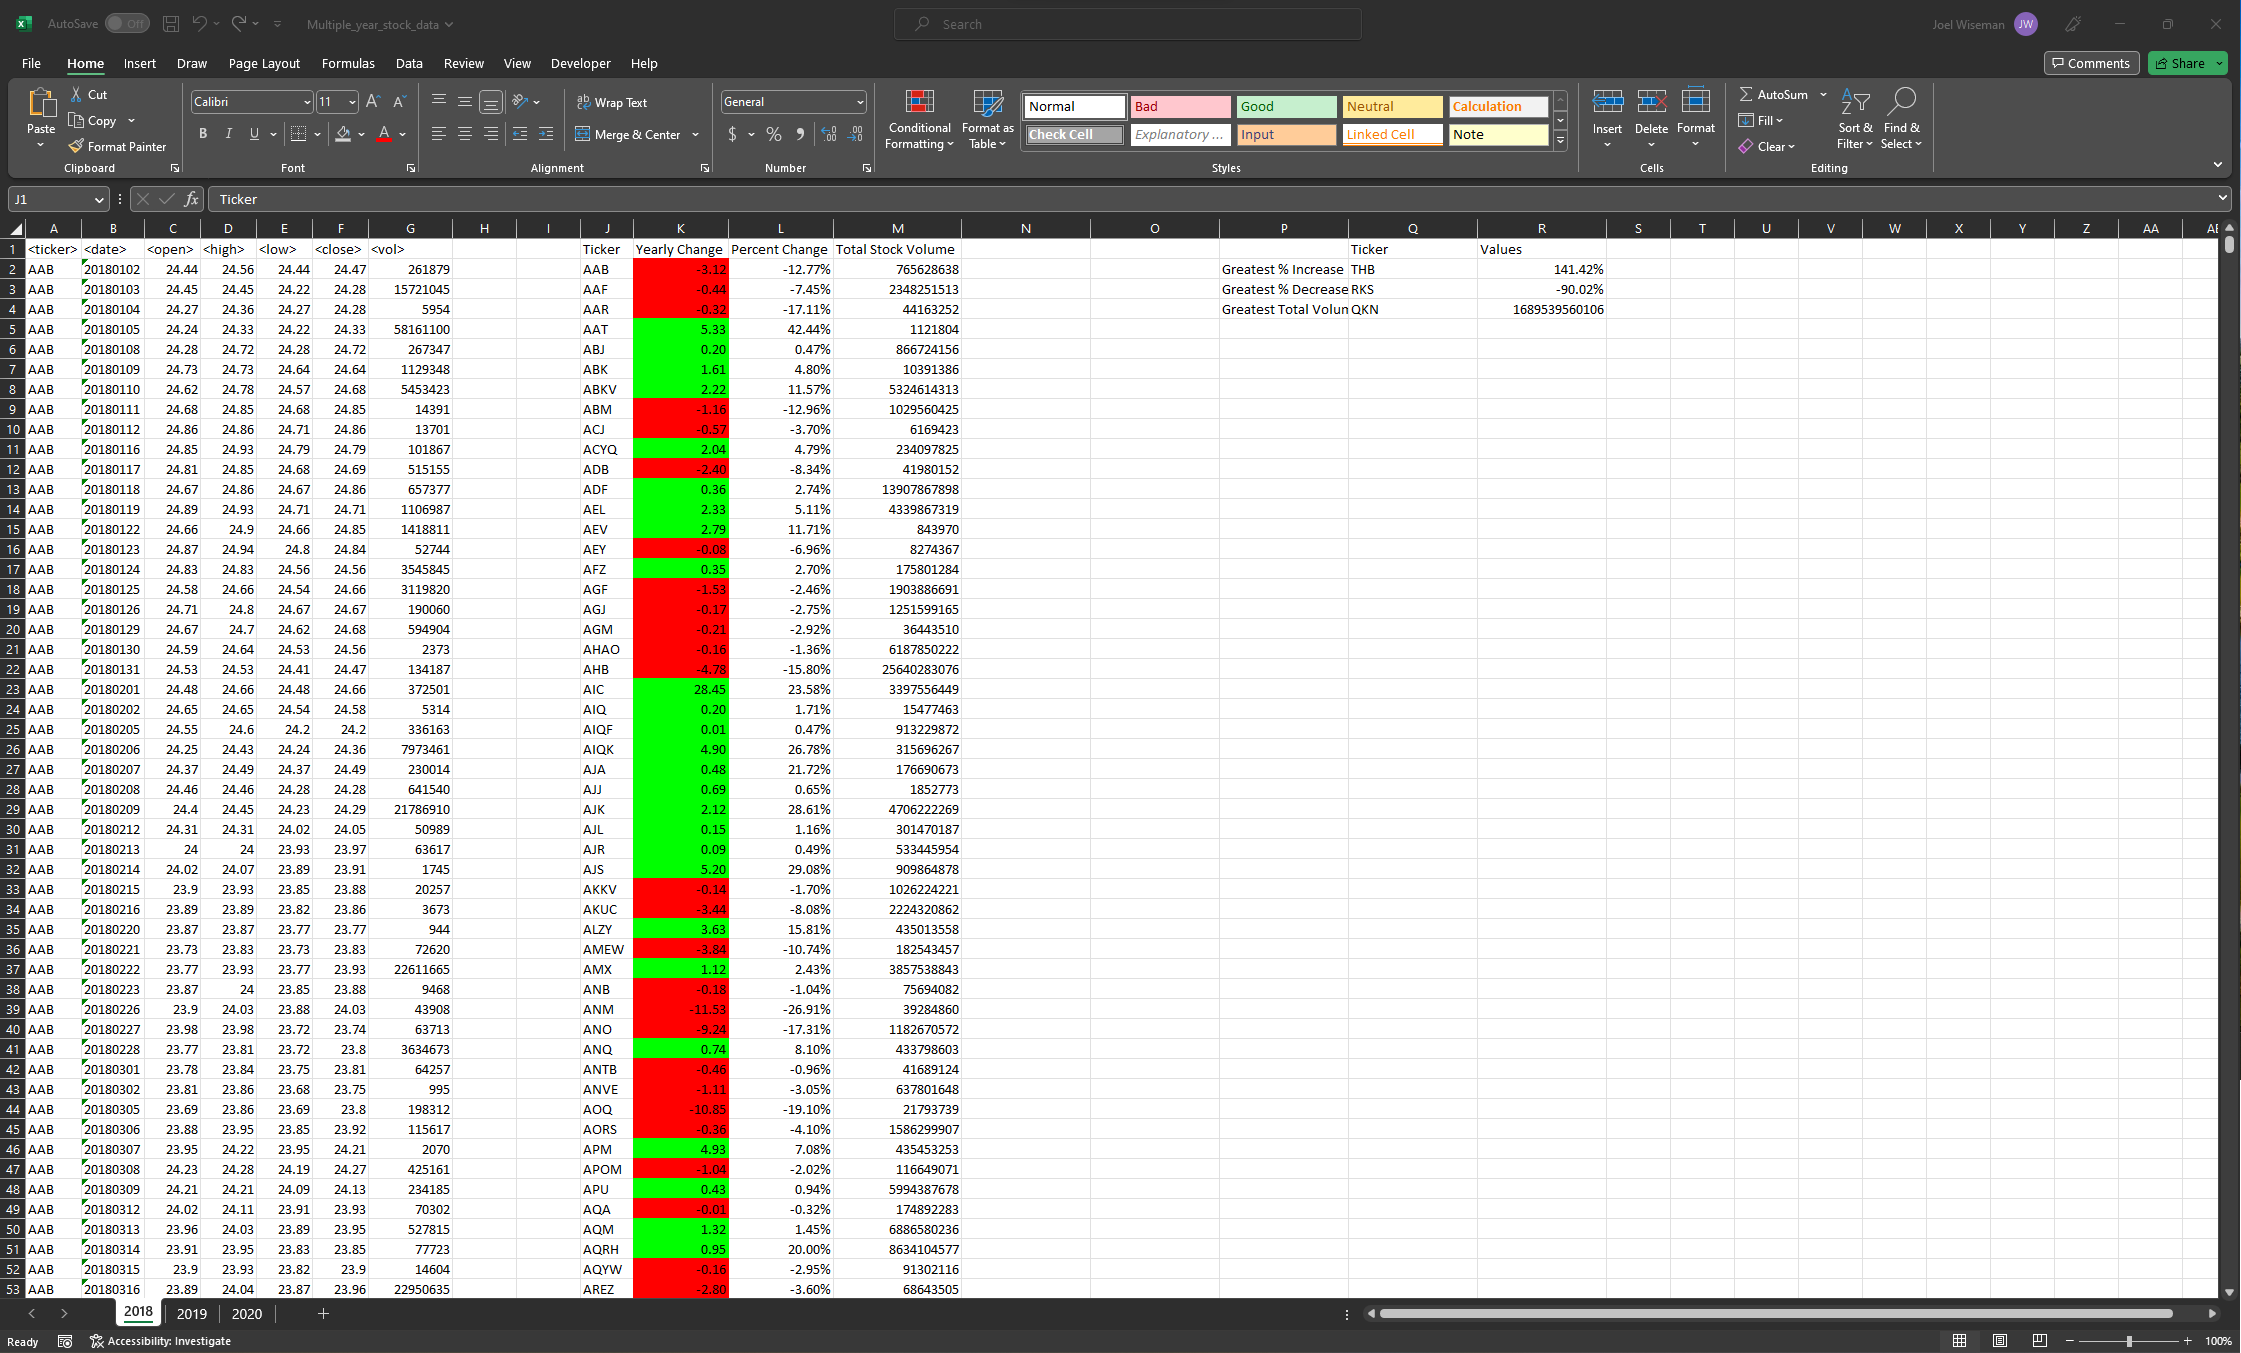 AutoSave Off Multiple_year_stock_data Search Joel Wiseman JW
File Home Insert Draw Page Layout Formulas Data Review View Developer Help Comments Share
Paste Cut Copy Format Painter Clipboard
Calibri 11 B I U A Font
Wrap Text Merge & Center Alignment
General $ % Number
Conditional Formatting Format as Table
Normal Bad Good Neutral Calculation
Check Cell Explanatory ... Input Linked Cell Note
Styles
Insert Delete Format Cells
AutoSum Fill Clear Sort & Filter Find & Select Editing
J1 fx Ticker
A B C D E F G H I J K L M N O P Q R S T U V W X Y Z AA
1 <ticker> <date> <open> <high> <low> <close> <vol> Ticker Yearly Change Percent Change Total Stock Volume Ticker Values
2 AAB 20180102 24.44 24.56 24.44 24.47 261879 AAB -3.12 -12.77% 765628638 Greatest % Increase THB 141.42%
3 AAB 20180103 24.45 24.45 24.22 24.28 15721045 AAF -0.44 -7.45% 2348251513 Greatest % Decrease RKS -90.02%
4 AAB 20180104 24.27 24.36 24.27 24.28 5954 AAR -0.32 -17.11% 44163252 Greatest Total Volun QKN 1689539560106
5 AAB 20180105 24.24 24.33 24.22 24.33 58161100 AAT 5.33 42.44% 1121804
6 AAB 20180108 24.28 24.72 24.28 24.72 267347 ABJ 0.20 0.47% 866724156
7 AAB 20180109 24.73 24.73 24.64 24.64 1129348 ABK 1.61 4.80% 10391386
8 AAB 20180110 24.62 24.78 24.57 24.68 5453423 ABKV 2.22 11.57% 5324614313
9 AAB 20180111 24.68 24.85 24.68 24.85 14391 ABM -1.16 -12.96% 1029560425
10 AAB 20180112 24.86 24.86 24.71 24.86 13701 ACJ -0.57 -3.70% 6169423
11 AAB 20180116 24.85 24.93 24.79 24.79 101867 ACYQ 2.04 4.79% 234097825
12 AAB 20180117 24.81 24.85 24.68 24.69 515155 ADB -2.40 -8.34% 41980152
13 AAB 20180118 24.67 24.86 24.67 24.86 657377 ADF 0.36 2.74% 13907867898
14 AAB 20180119 24.89 24.93 24.71 24.71 1106987 AEL 2.33 5.11% 4339867319
15 AAB 20180122 24.66 24.9 24.66 24.85 1418811 AEV 2.79 11.71% 843970
16 AAB 20180123 24.87 24.94 24.8 24.84 52744 AEY -0.08 -6.96% 8274367
17 AAB 20180124 24.83 24.83 24.56 24.56 3545845 AFZ 0.35 2.70% 175801284
18 AAB 20180125 24.58 24.66 24.54 24.66 3119820 AGF -1.53 -2.46% 1903886691
19 AAB 20180126 24.71 24.8 24.67 24.67 190060 AGJ -0.17 -2.75% 1251599165
20 AAB 20180129 24.67 24.7 24.62 24.68 594904 AGM -0.21 -2.92% 36443510
21 AAB 20180130 24.59 24.64 24.53 24.56 2373 AHAO -0.16 -1.36% 6187850222
22 AAB 20180131 24.53 24.53 24.41 24.47 134187 AHB -4.78 -15.80% 25640283076
23 AAB 20180201 24.48 24.66 24.48 24.66 372501 AIC 28.45 23.58% 3397556449
24 AAB 20180202 24.65 24.65 24.54 24.58 5314 AIQ 0.20 1.71% 15477463
25 AAB 20180205 24.55 24.6 24.2 24.2 336163 AIQF 0.01 0.47% 913229872
26 AAB 20180206 24.25 24.43 24.24 24.36 7973461 AIQK 4.90 26.78% 315696267
27 AAB 20180207 24.37 24.49 24.37 24.49 230014 AJA 0.48 21.72% 176690673
28 AAB 20180208 24.46 24.46 24.28 24.28 641540 AJJ 0.69 0.65% 1852773
29 AAB 20180209 24.4 24.45 24.23 24.29 21786910 AJK 2.12 28.61% 4706222269
30 AAB 20180212 24.31 24.31 24.02 24.05 50989 AJL 0.15 1.16% 301470187
31 AAB 20180213 24 24 23.93 23.97 63617 AJR 0.09 0.49% 533445954
32 AAB 20180214 24.02 24.07 23.89 23.91 1745 AJS 5.20 29.08% 909864878
33 AAB 20180215 23.9 23.93 23.85 23.88 20257 AKKV -0.14 -1.70% 1026224221
34 AAB 20180216 23.89 23.89 23.82 23.86 3673 AKUC -3.44 -8.08% 2224320862
35 AAB 20180220 23.87 23.87 23.77 23.77 944 ALZY 3.63 15.81% 435013558
36 AAB 20180221 23.73 23.83 23.73 23.83 72620 AMEW -3.84 -10.74% 182543457
37 AAB 20180222 23.77 23.93 23.77 23.93 22611665 AMX 1.12 2.43% 3857538843
38 AAB 20180223 23.87 24 23.85 23.88 9468 ANB -0.18 -1.04% 75694082
39 AAB 20180226 23.9 24.03 23.88 24.03 43908 ANM -11.53 -26.91% 39284860
40 AAB 20180227 23.98 23.98 23.72 23.74 63713 ANO -9.24 -17.31% 1182670572
41 AAB 20180228 23.77 23.81 23.72 23.8 3634673 ANQ 0.74 8.10% 433798603
42 AAB 20180301 23.78 23.84 23.75 23.81 64257 ANTB -0.46 -0.96% 41689124
43 AAB 20180302 23.81 23.86 23.68 23.75 995 ANVE -1.11 -3.05% 637801648
44 AAB 20180305 23.69 23.86 23.69 23.8 198312 AOQ -10.85 -19.10% 21793739
45 AAB 20180306 23.88 23.95 23.85 23.92 115617 AORS -0.36 -4.10% 1586299907
46 AAB 20180307 23.95 24.22 23.95 24.21 2070 APM 4.93 7.08% 435453253
47 AAB 20180308 24.23 24.28 24.19 24.27 425161 APOM -1.04 -2.02% 116649071
48 AAB 20180309 24.21 24.21 24.09 24.13 234185 APU 0.43 0.94% 5994387678
49 AAB 20180312 24.02 24.11 23.91 23.93 70302 AQA -0.01 -0.32% 174892283
50 AAB 20180313 23.96 24.03 23.89 23.95 527815 AQM 1.32 1.45% 6886580236
51 AAB 20180314 23.91 23.95 23.83 23.85 77723 AQRH 0.95 20.00% 8634104577
52 AAB 20180315 23.9 23.93 23.82 23.9 14604 AQYW -0.16 -2.95% 91302116
53 AAB 20180316 23.89 24.04 23.87 23.96 22950635 AREZ -2.80 -3.60% 68643505
2018 2019 2020
Ready Accessibility: Investigate 100%